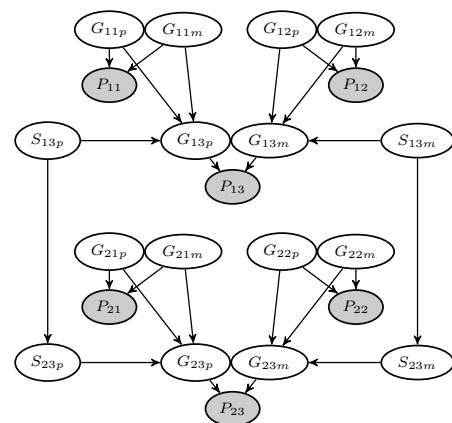 G11p G11m G12p G12m
P11 P12
S13p G13p G13m S13m
P13
G21p G21m G22p G22m
P21 P22
S23p G23p G23m S23m
P23